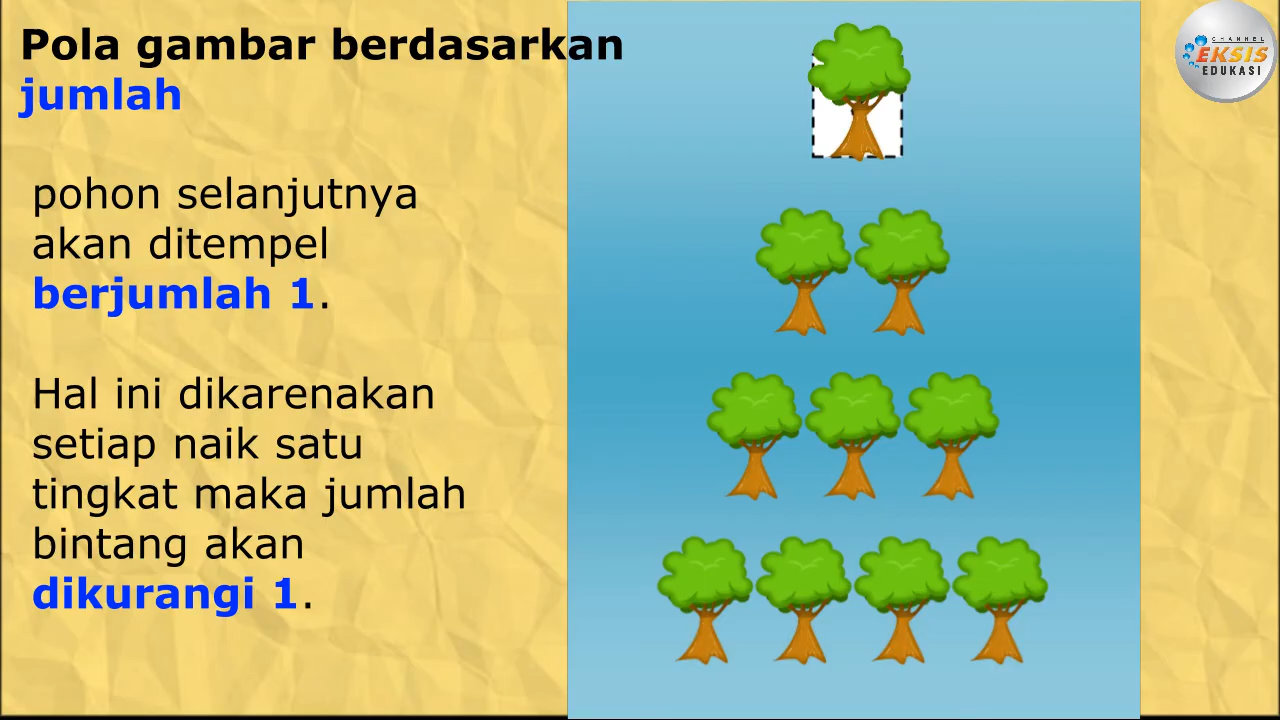 Pola gambar berdasarkan
jumlah
pohon selanjutnya
akan ditempel
berjumlah 1.
Hal ini dikarenakan
setiap naik satu
tingkat maka jumlah
bintang akan
dikurangi 1.
CHANNEL
EKSIS
EDUKASI